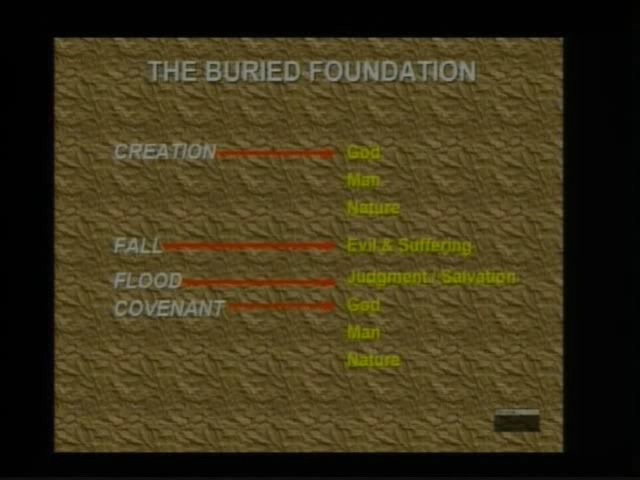 THE BURIED FOUNDATION
CREATION God
Man
Nature
FALL Evil & Suffering
FLOOD Judgment / Salvation
COVENANT God
Man
Nature